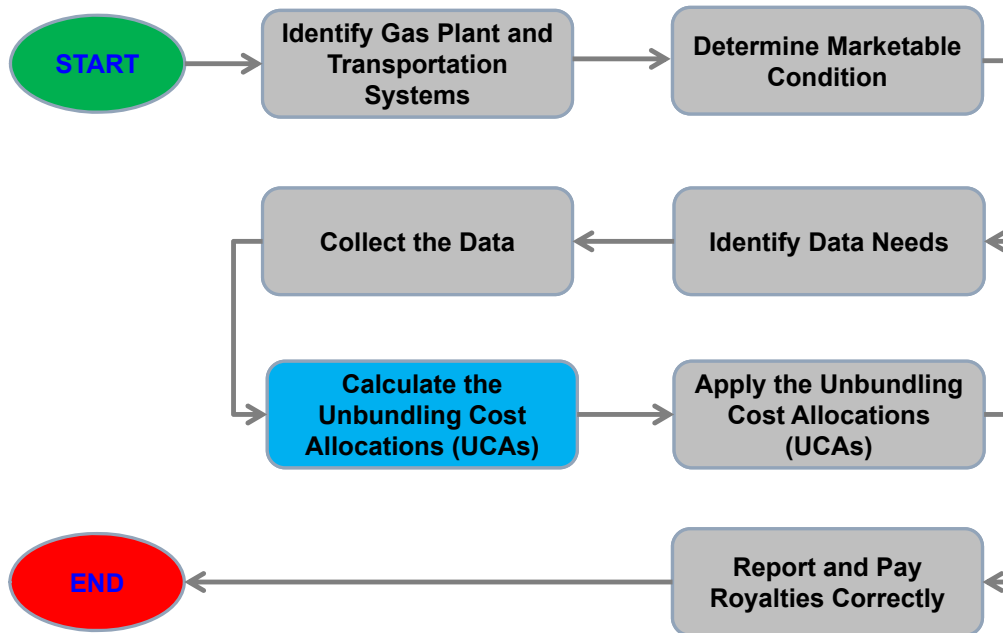 START
Identify Gas Plant and
Transportation
Systems
Determine Marketable
Condition
Collect the Data
Identify Data Needs
Calculate the
Unbundling Cost
Allocations (UCAs)
Apply the Unbundling
Cost Allocations
(UCAs)
END
Report and Pay
Royalties Correctly